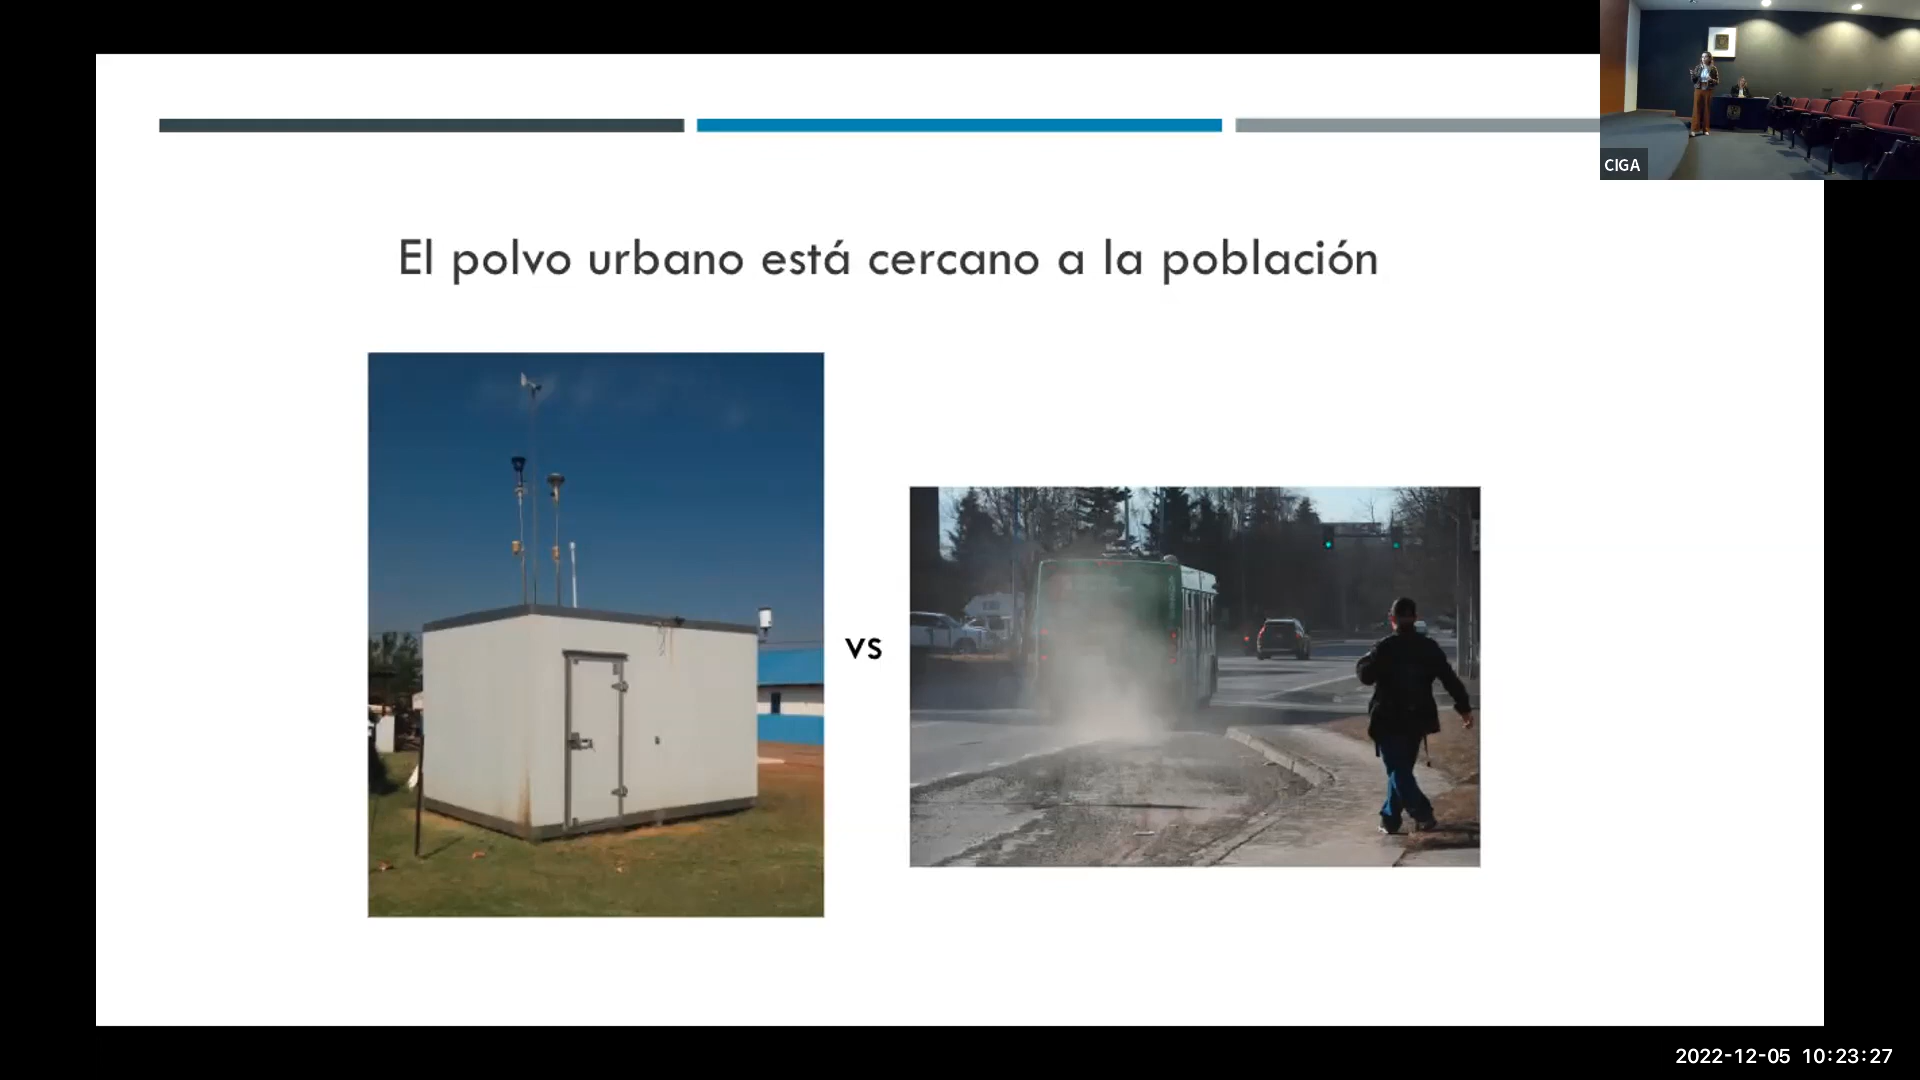 CIGA
El polvo urbano está cercano a la población
vs
2022-12-05 10:23:27